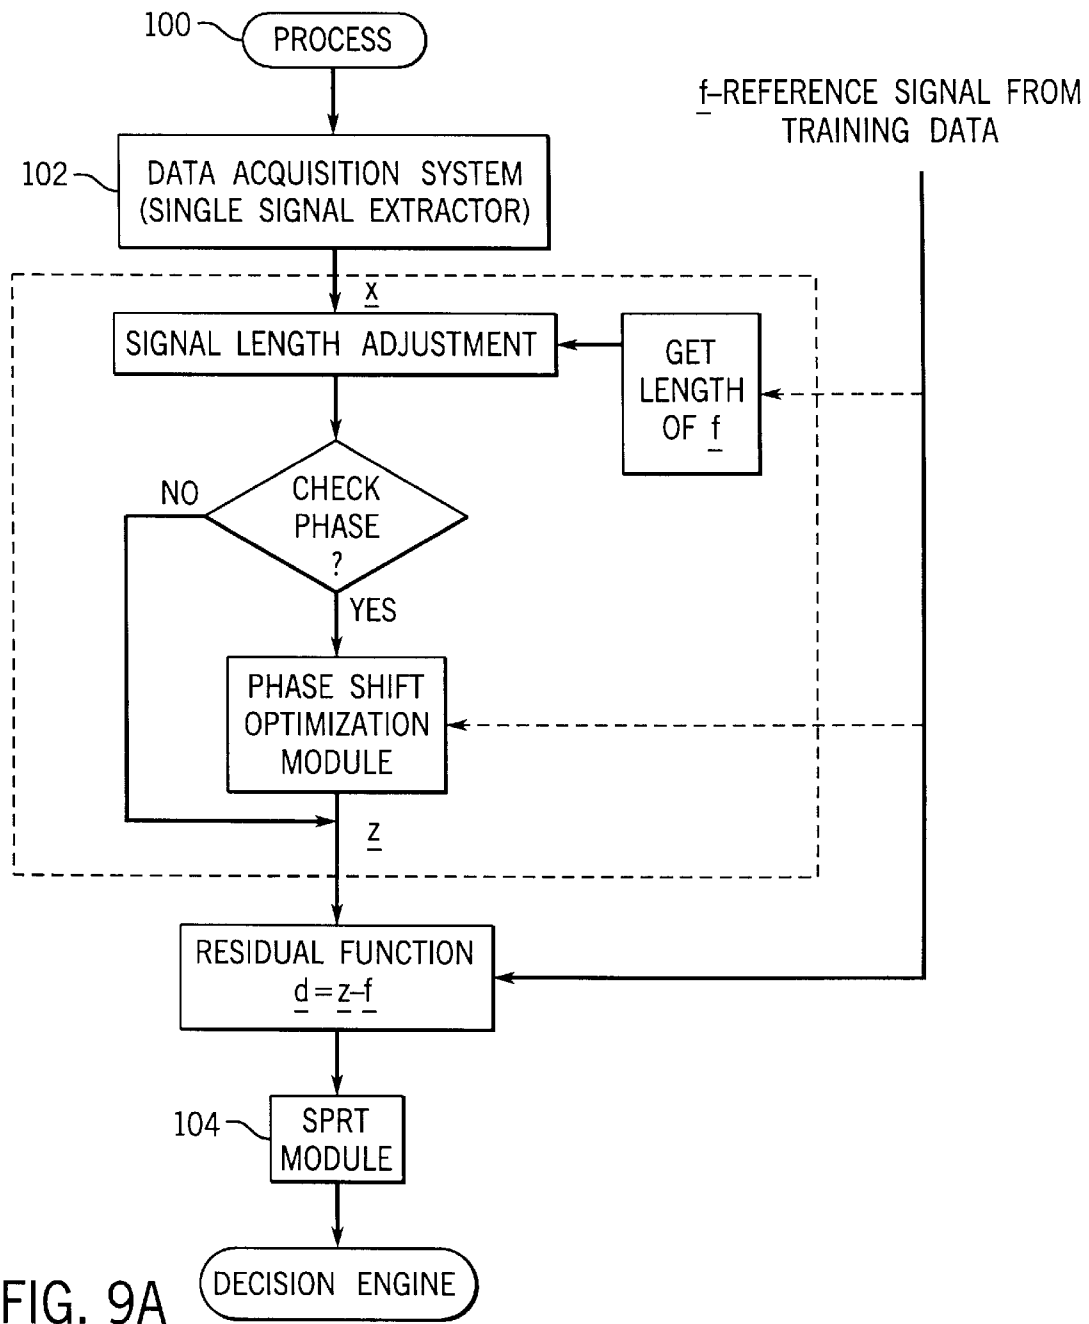 100
PROCESS
f–REFERENCE SIGNAL FROM
TRAINING DATA
102
DATA ACQUISITION SYSTEM
(SINGLE SIGNAL EXTRACTOR)
x
SIGNAL LENGTH ADJUSTMENT
GET
LENGTH
OF f
CHECK
PHASE
?
NO
YES
PHASE SHIFT
OPTIMIZATION
MODULE
z
RESIDUAL FUNCTION
d=z–f
104
SPRT
MODULE
DECISION ENGINE
FIG. 9A